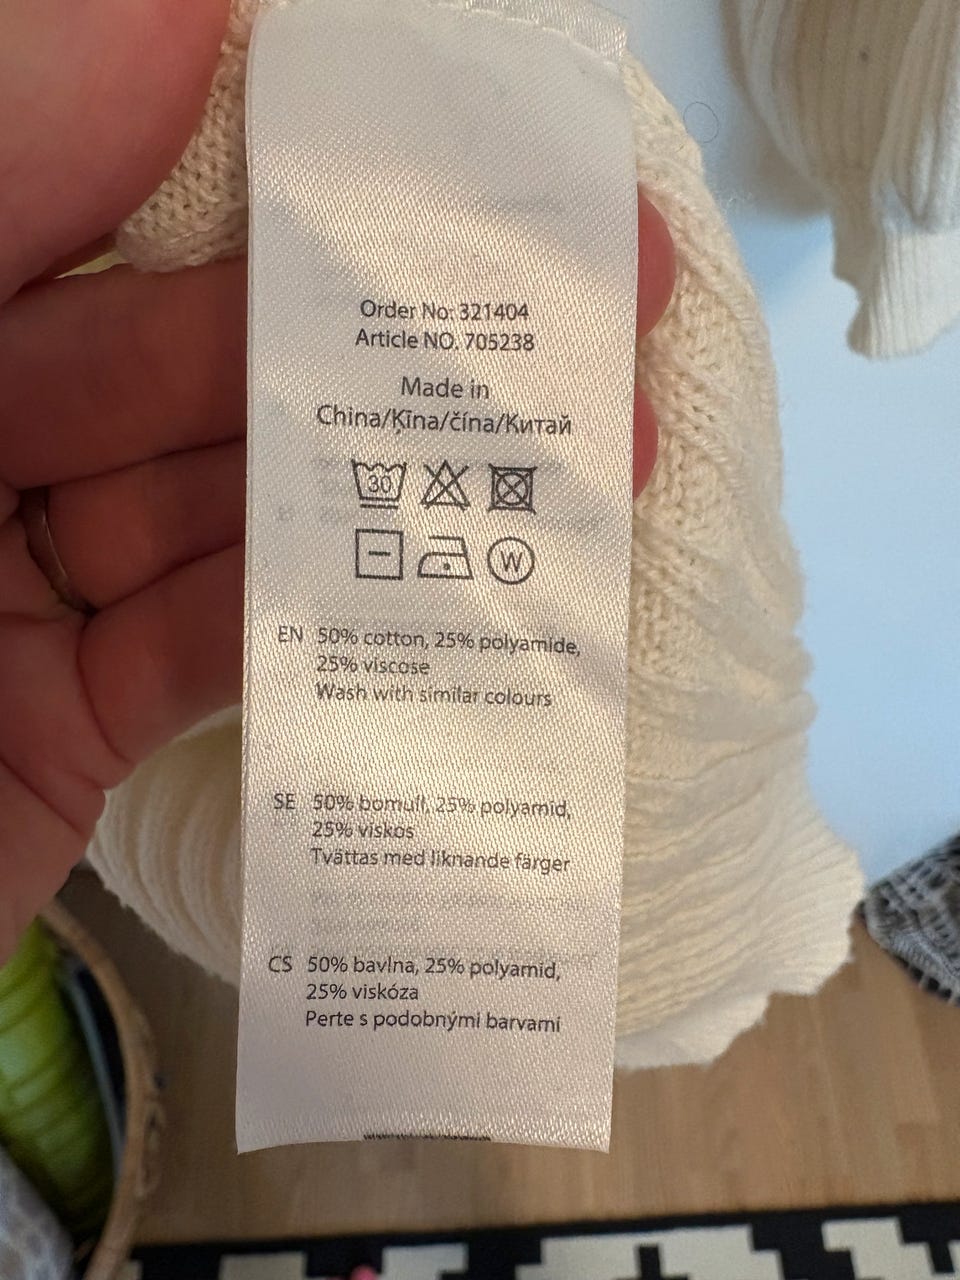 Order No: 321404
Article NO. 705238
Made in
China/Ķīna/čína/Китай
30
W
EN 50% cotton, 25% polyamide,
25% viscose
Wash with similar colours
SE 50% bomull, 25% polyamid,
25% viskos
Tvättas med liknande färger
CS 50% bavlna, 25% polyamid,
25% viskóza
Perte s podobnými barvami